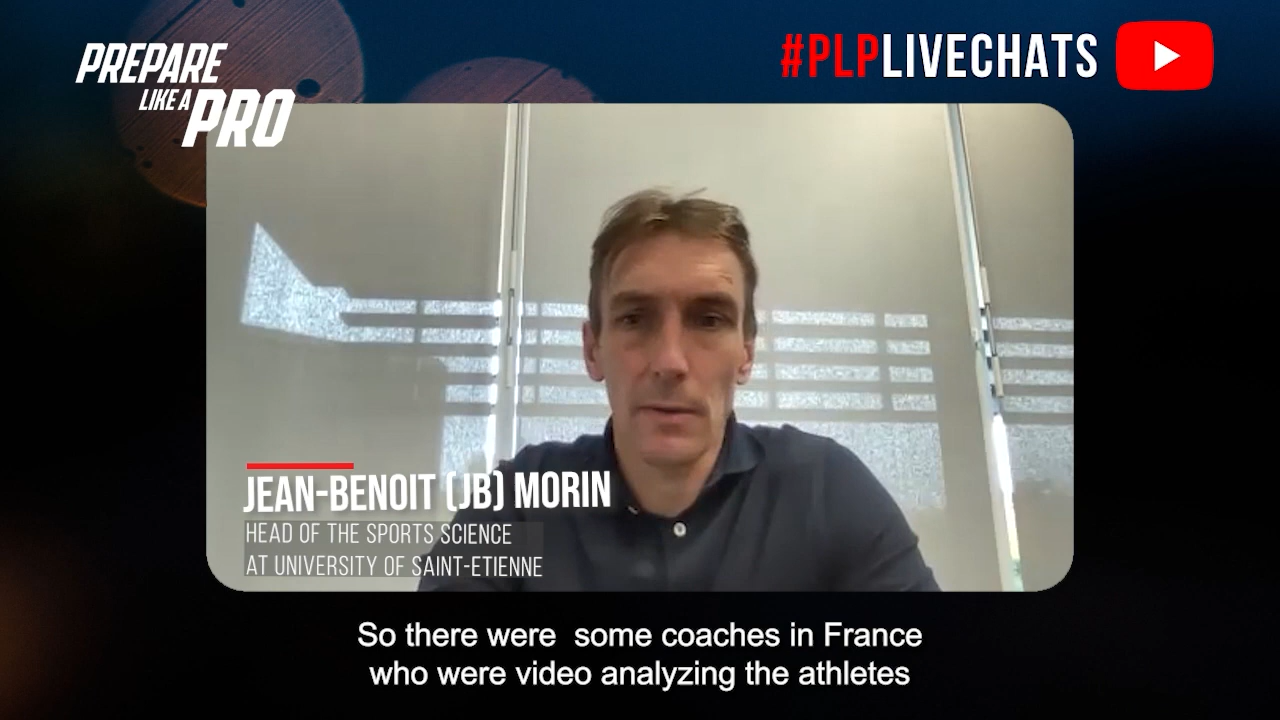 PREPARE
LIKE A
PRO
#PLPLIVECHATS
JEAN-BENOIT (JB) MORIN
HEAD OF THE SPORTS SCIENCE
AT UNIVERSITY OF SAINT-ETIENNE
So there were  some coaches in France
who were video analyzing the athletes